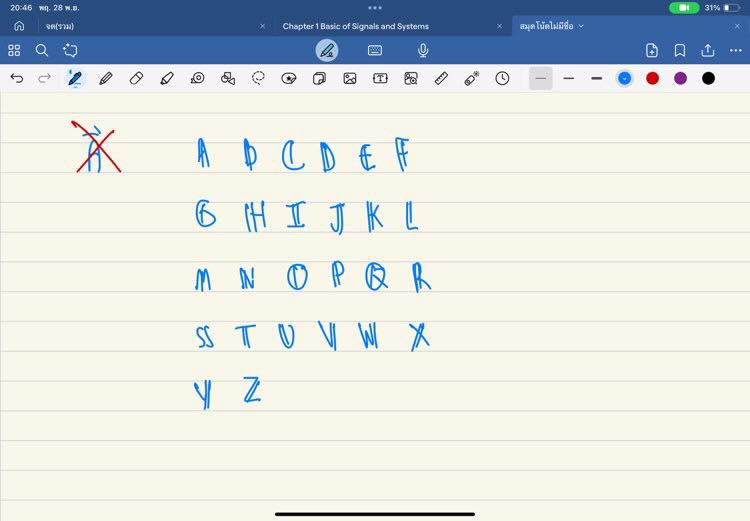 20:46 พฤ. 28 พ.ย.
31%
จด(รวม)
Chapter 1 Basic of Signals and Systems
สมุดโน้ตไม่มีชื่อ
A
A B C D E F
G H I J K L
M N O P Q R
S T U V W X
Y Z